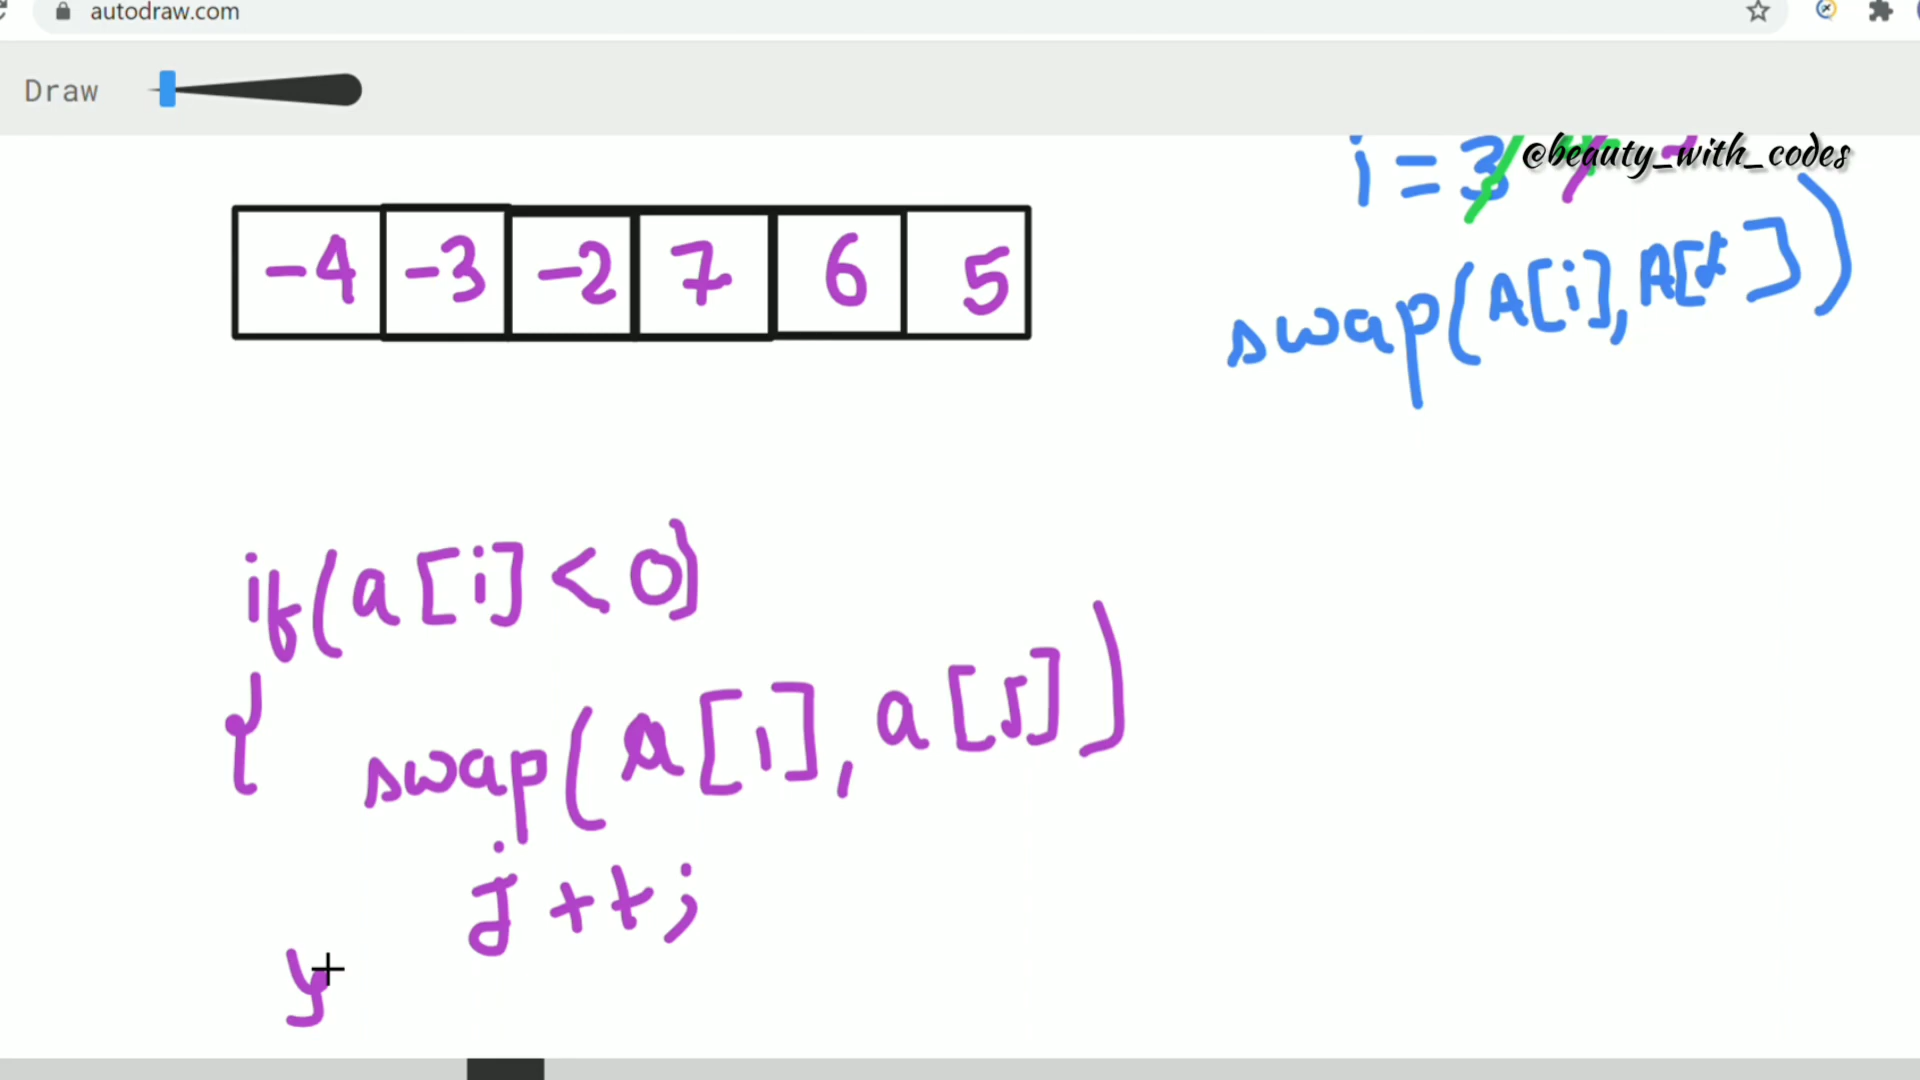 autodraw.com
Draw
i = 3
@beauty_with_codes
-4 -3 -2 7 6 5
swap(A[i], A[j])
if(a[i]<0)
{
swap(A[i], a[j])
j++;
}